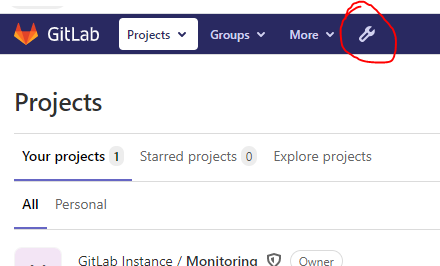 GitLab Projects Groups More
Projects
Your projects 1 Starred projects 0 Explore projects
All Personal
GitLab Instance / Monitoring Owner